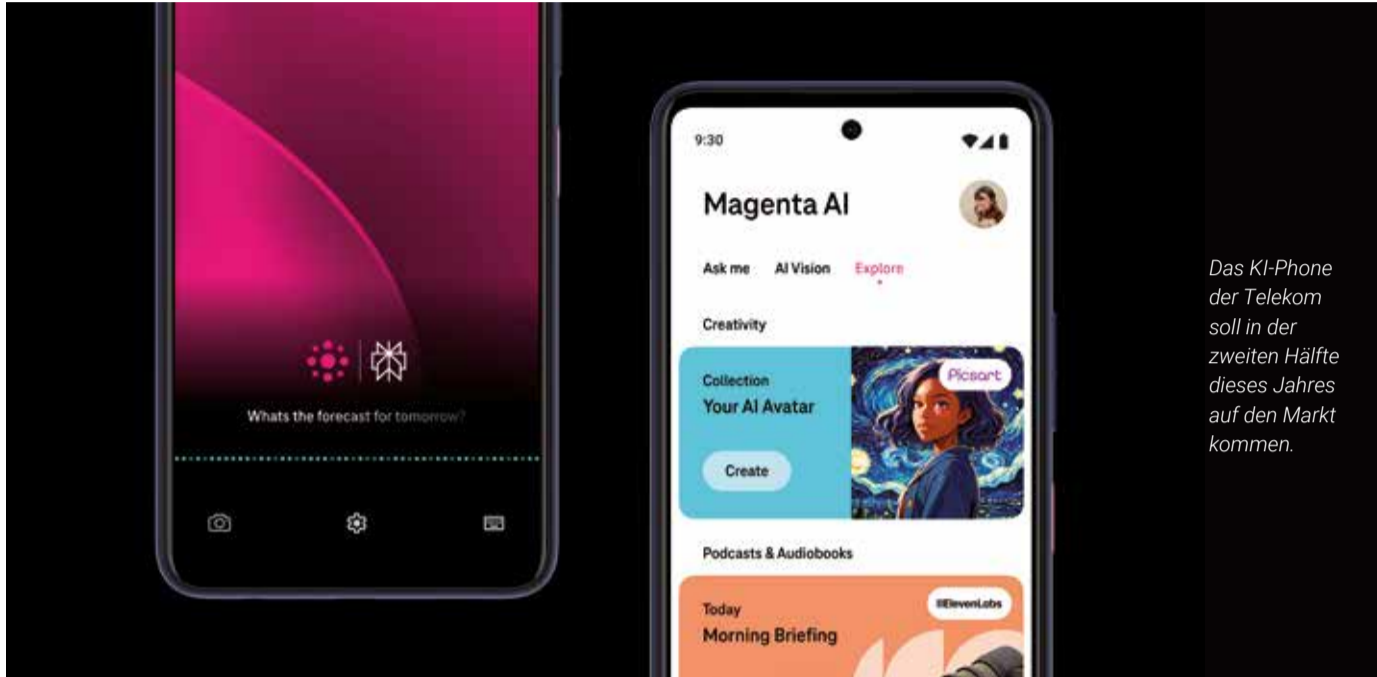 Whats the forecast for tomorrow?
9:30
Magenta AI
Ask me AI Vision Explore
Creativity
Collection
Your AI Avatar
Picsart
Create
Podcasts & Audiobooks
Today
Morning Briefing
IIElevenLabs
Das KI-Phone
der Telekom
soll in der
zweiten Hälfte
dieses Jahres
auf den Markt
kommen.